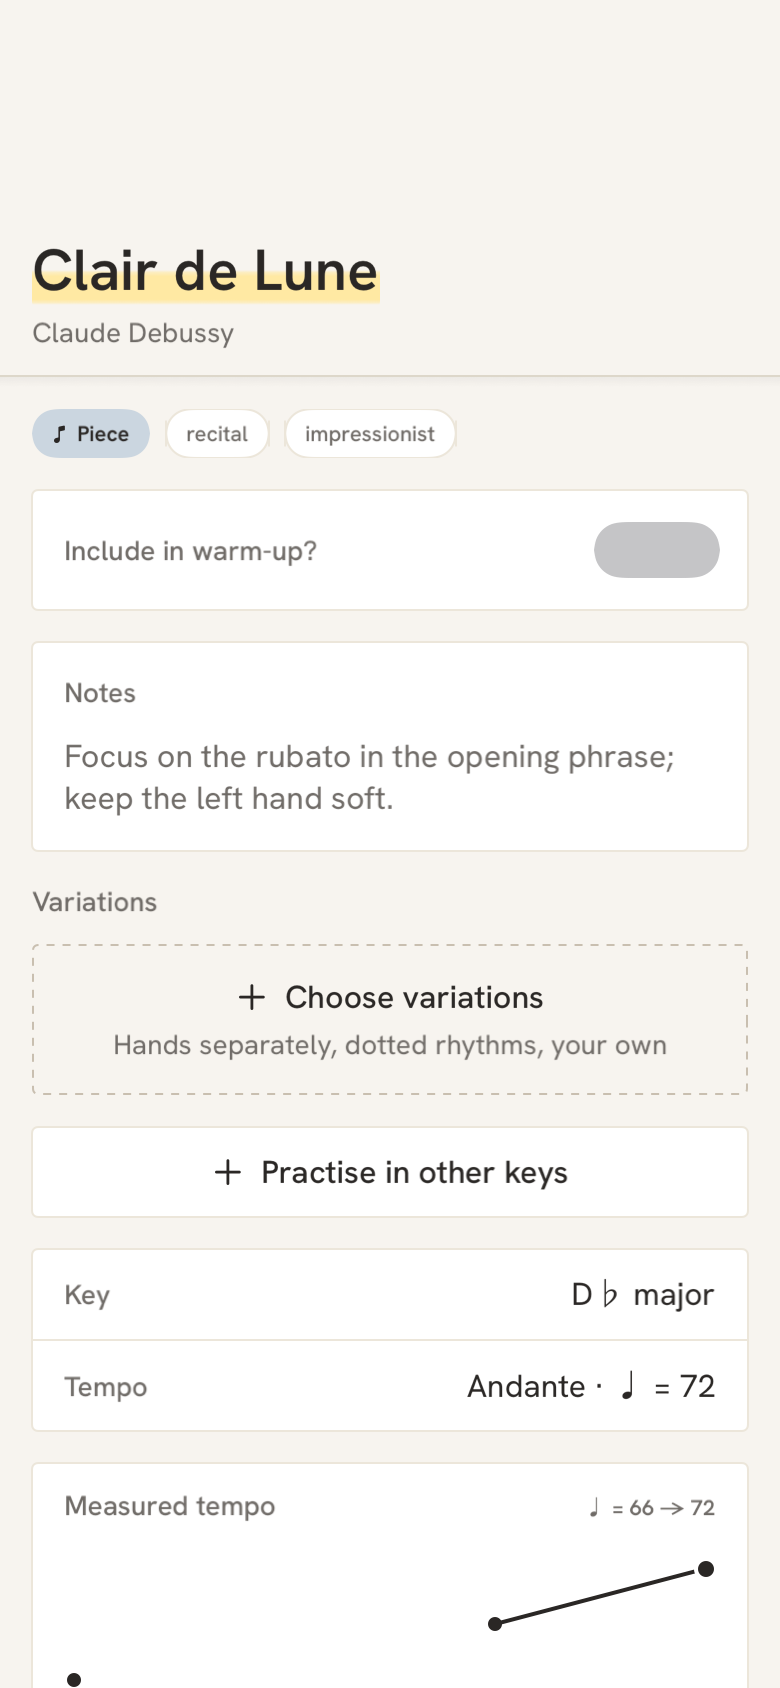 Clair de Lune
Claude Debussy
Piece
recital
impressionist
Include in warm-up?
Notes
Focus on the rubato in the opening phrase;
keep the left hand soft.
Variations
+ Choose variations
Hands separately, dotted rhythms, your own
+ Practise in other keys
Key
D♭ major
Tempo
Andante · ♩ = 72
Measured tempo
♩ = 66 → 72